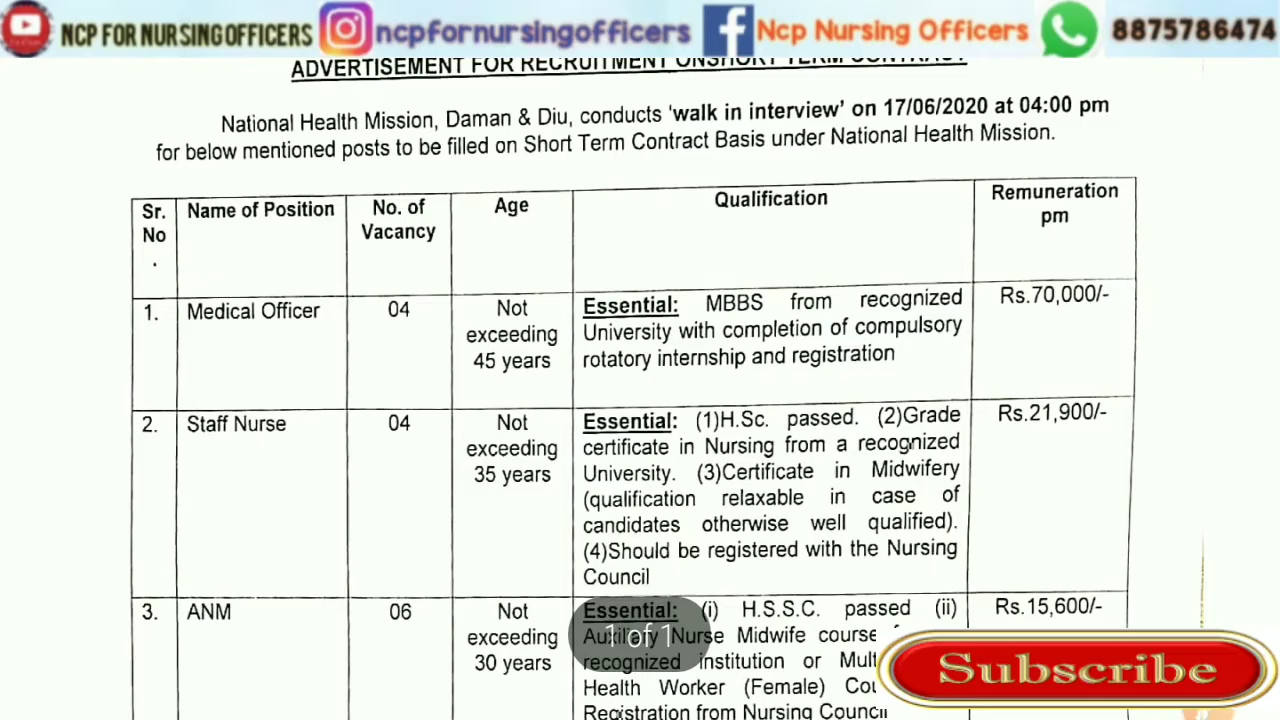 NCP FOR NURSING OFFICERS ncpfornursingofficers Ncp Nursing Officers 8875786474
ADVERTISEMENT FOR RECRUITMENT ONSHORT TERM CONTRACT
National Health Mission, Daman & Diu, conducts 'walk in interview' on 17/06/2020 at 04:00 pm
for below mentioned posts to be filled on Short Term Contract Basis under National Health Mission.
Sr. No . Name of Position No. of Vacancy Age Qualification Remuneration pm
1. Medical Officer 04 Not exceeding 45 years
Essential: MBBS from recognized
University with completion of compulsory
rotatory internship and registration
Rs.70,000/-
2. Staff Nurse 04 Not exceeding 35 years
Essential: (1)H.Sc. passed. (2)Grade
certificate in Nursing from a recognized
University. (3)Certificate in Midwifery
(qualification relaxable in case of
candidates otherwise well qualified).
(4)Should be registered with the Nursing
Council
Rs.21,900/-
3. ANM 06 Not exceeding 30 years
Essential: (i) H.S.S.C. passed (ii)
Auxiliary Nurse Midwife course
recognized institution or
Health Worker (Female)
Registration from Nursing Council
Rs.15,600/-
1 of 1
Subscribe